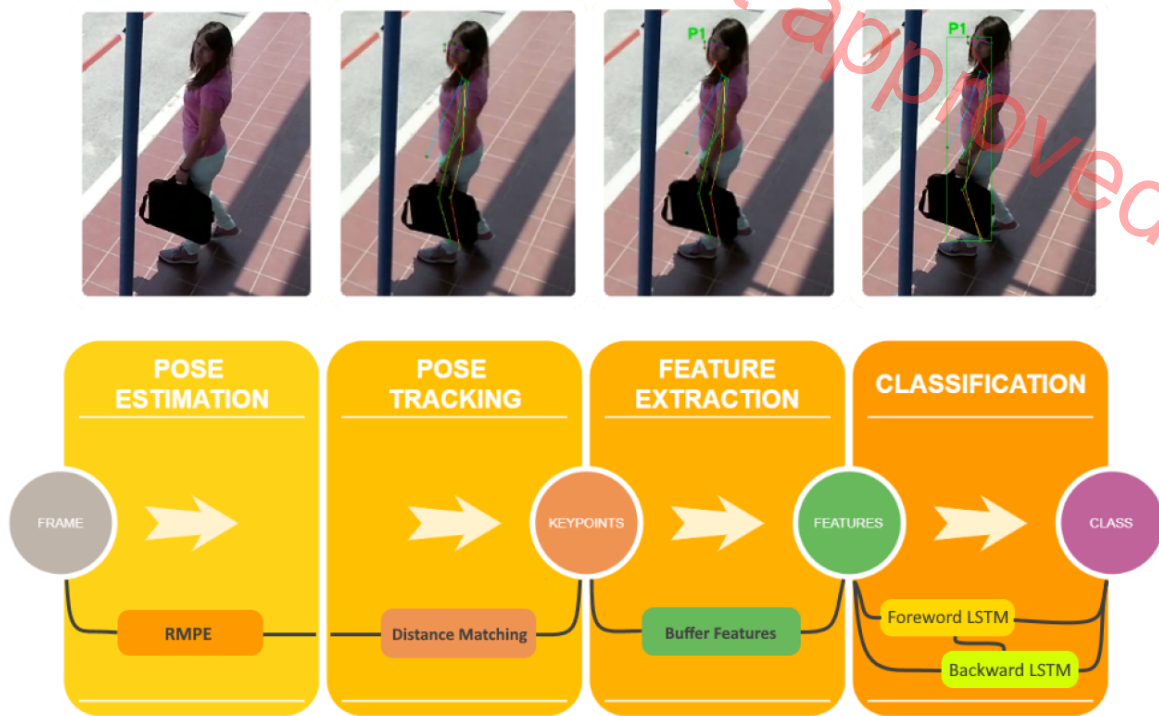 P1
P1
approved
POSE
ESTIMATION
POSE
TRACKING
FEATURE
EXTRACTION
CLASSIFICATION
FRAME
KEYPOINTS
FEATURES
CLASS
RMPE
Distance Matching
Buffer Features
Foreword LSTM
Backward LSTM